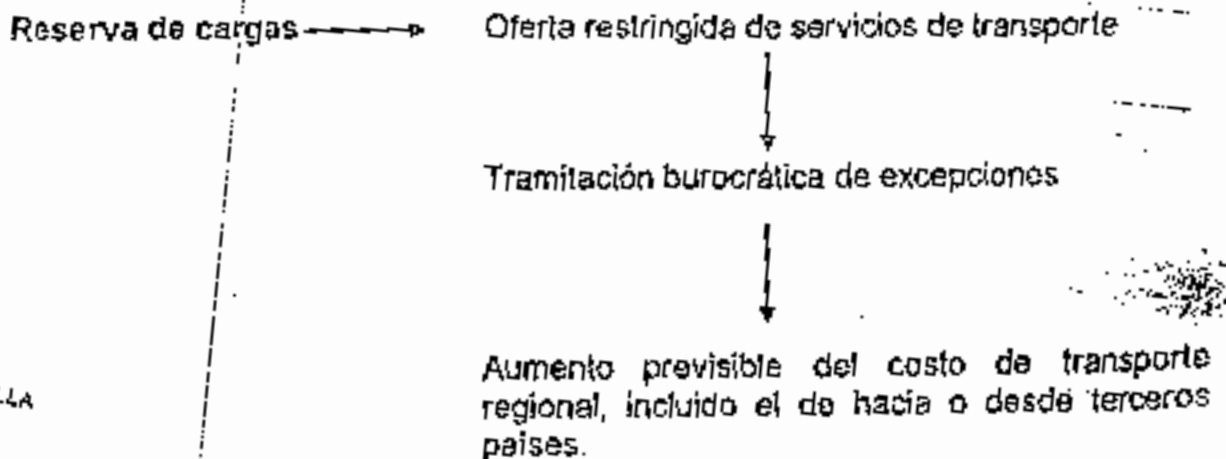 Reserva de cargas Oferta restringida de servicios de transporte
Tramitación burocrática de excepciones
Aumento previsible del costo de transporte
regional, incluido el de hacia o desde terceros
países.